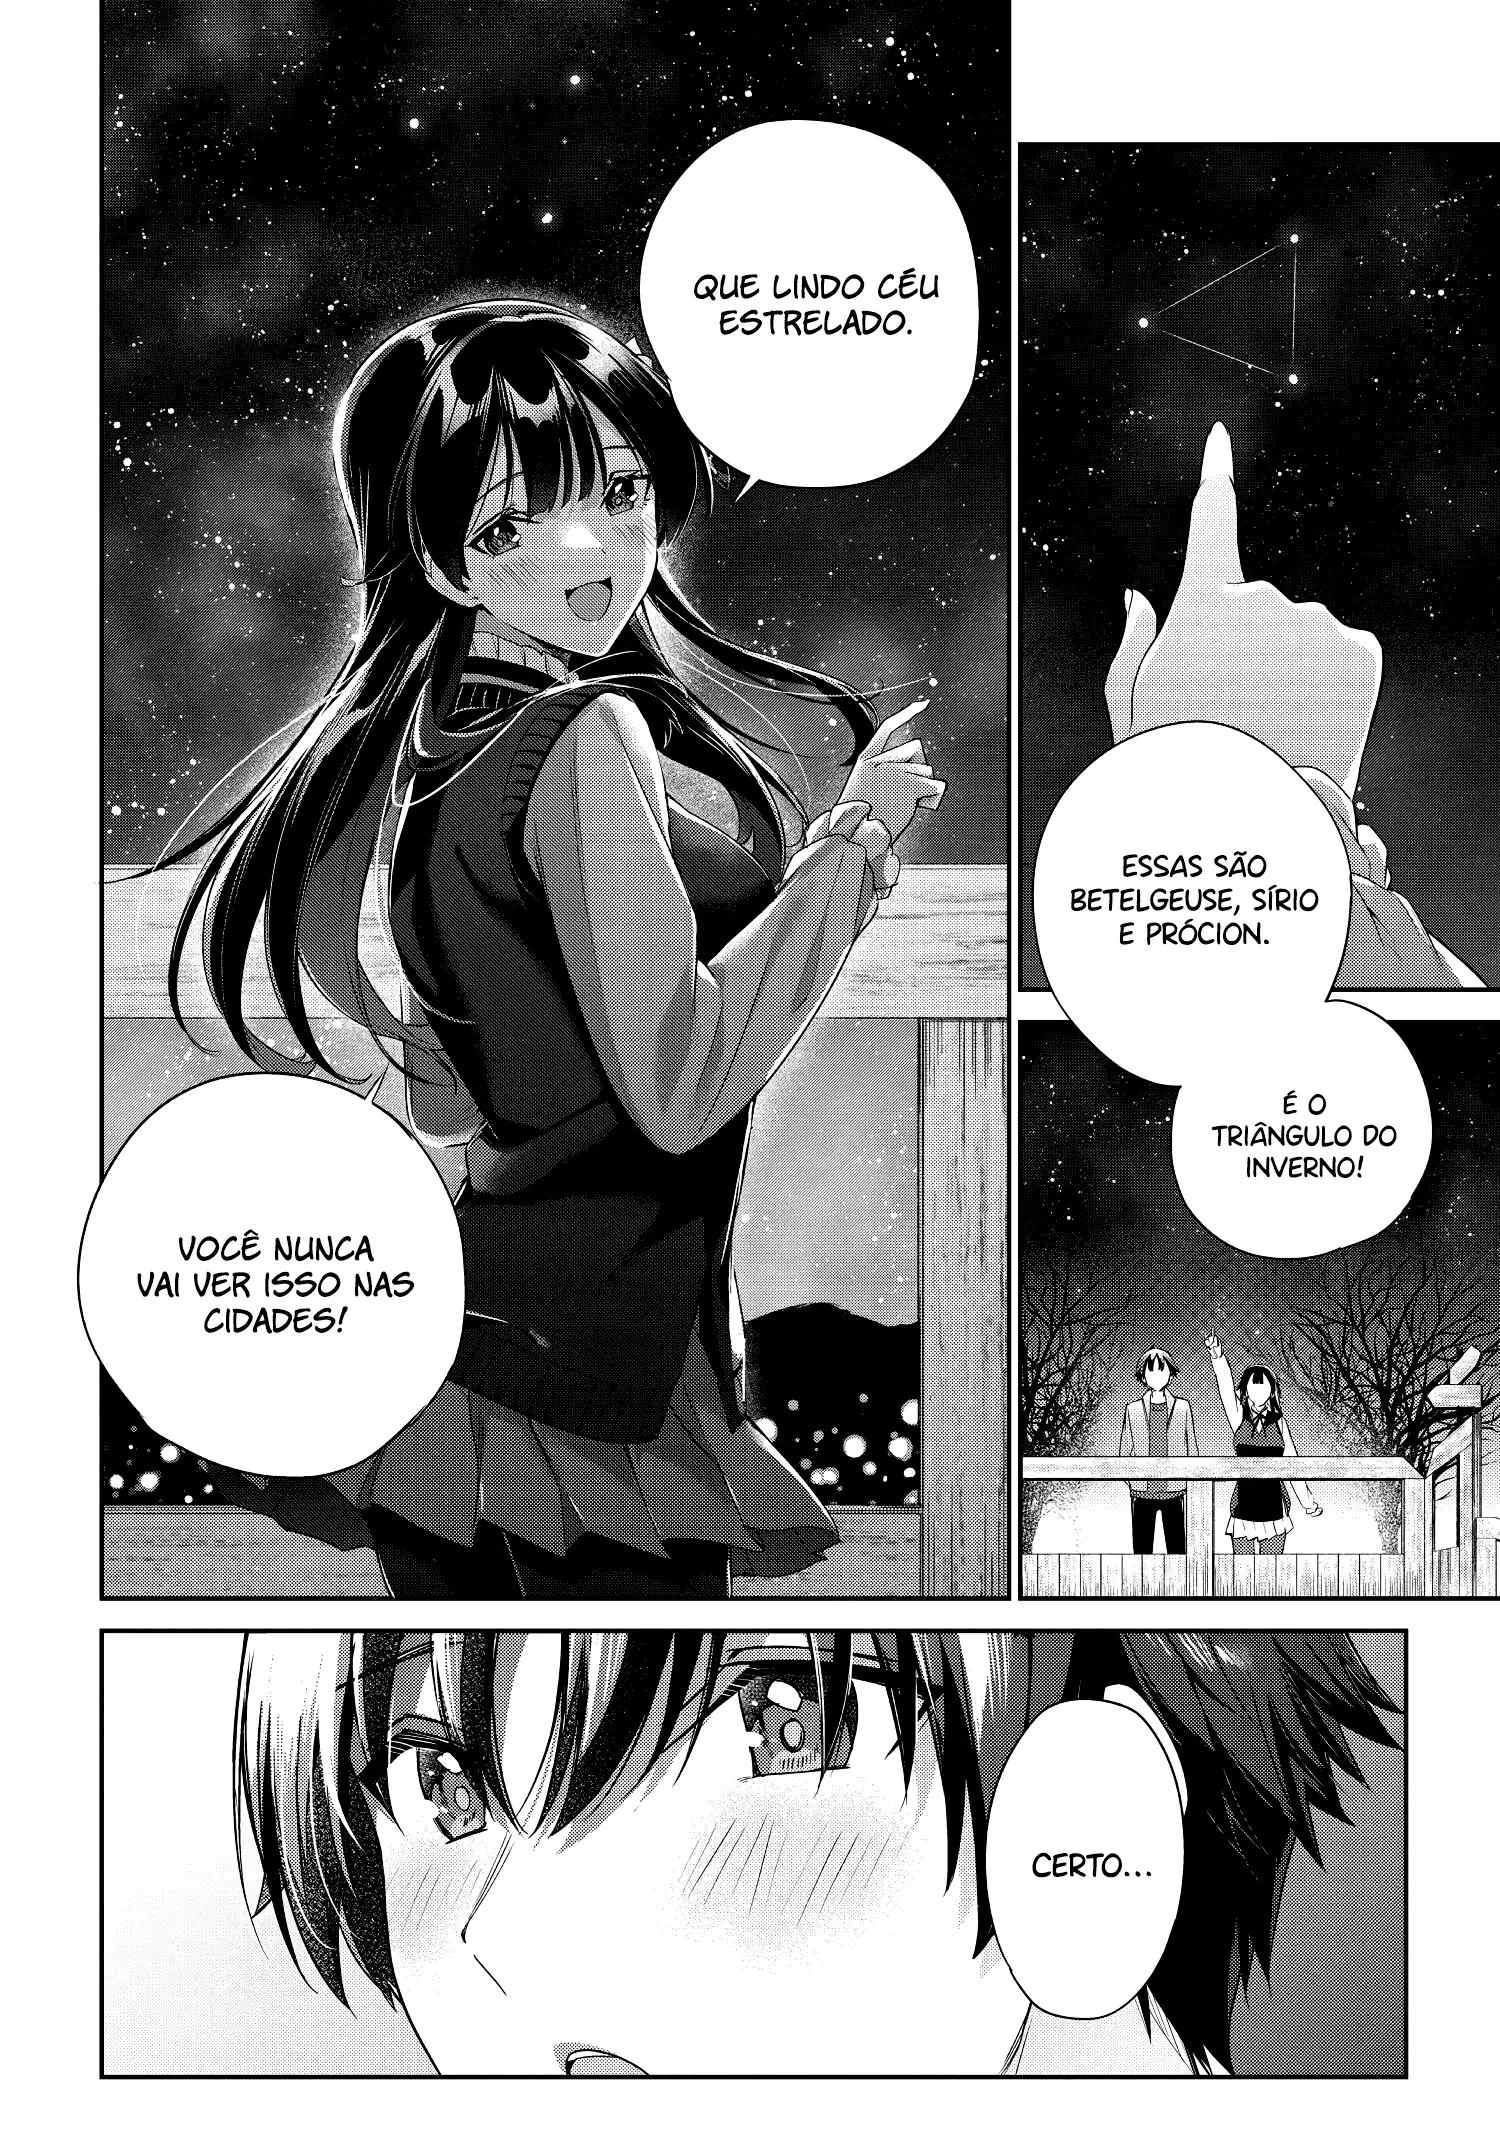 ESSAS SÃO
BETELGEUSE, SÍRIO
E PRÓCION.
É O
TRIÂNGULO DO
INVERNO!
QUE LINDO CÉU
ESTRELADO.
VOCÊ NUNCA
VAI VER ISSO NAS
CIDADES!
CERTO...